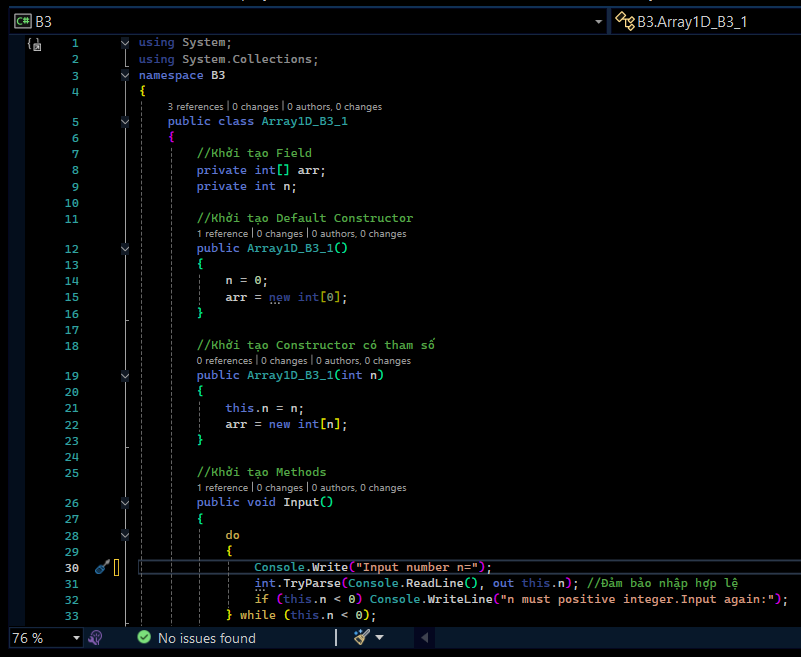 C# B3 B3.Array1D_B3_1
1 using System;
2 using System.Collections;
3 namespace B3
4 {
3 references | 0 changes | 0 authors, 0 changes
5 public class Array1D_B3_1
6 {
7 //Khởi tạo Field
8 private int[] arr;
9 private int n;
10
11 //Khởi tạo Default Constructor
1 reference | 0 changes | 0 authors, 0 changes
12 public Array1D_B3_1()
13 {
14 n = 0;
15 arr = new int[0];
16 }
17
18 //Khởi tạo Constructor có tham số
0 references | 0 changes | 0 authors, 0 changes
19 public Array1D_B3_1(int n)
20 {
21 this.n = n;
22 arr = new int[n];
23 }
24
25 //Khởi tạo Methods
1 reference | 0 changes | 0 authors, 0 changes
26 public void Input()
27 {
28 do
29 {
30 Console.Write("Input number n=");
31 int.TryParse(Console.ReadLine(), out this.n); //Đảm bảo nhập hợp lệ
32 if (this.n < 0) Console.WriteLine("n must positive integer.Input again:");
33 } while (this.n < 0);
76 % No issues found